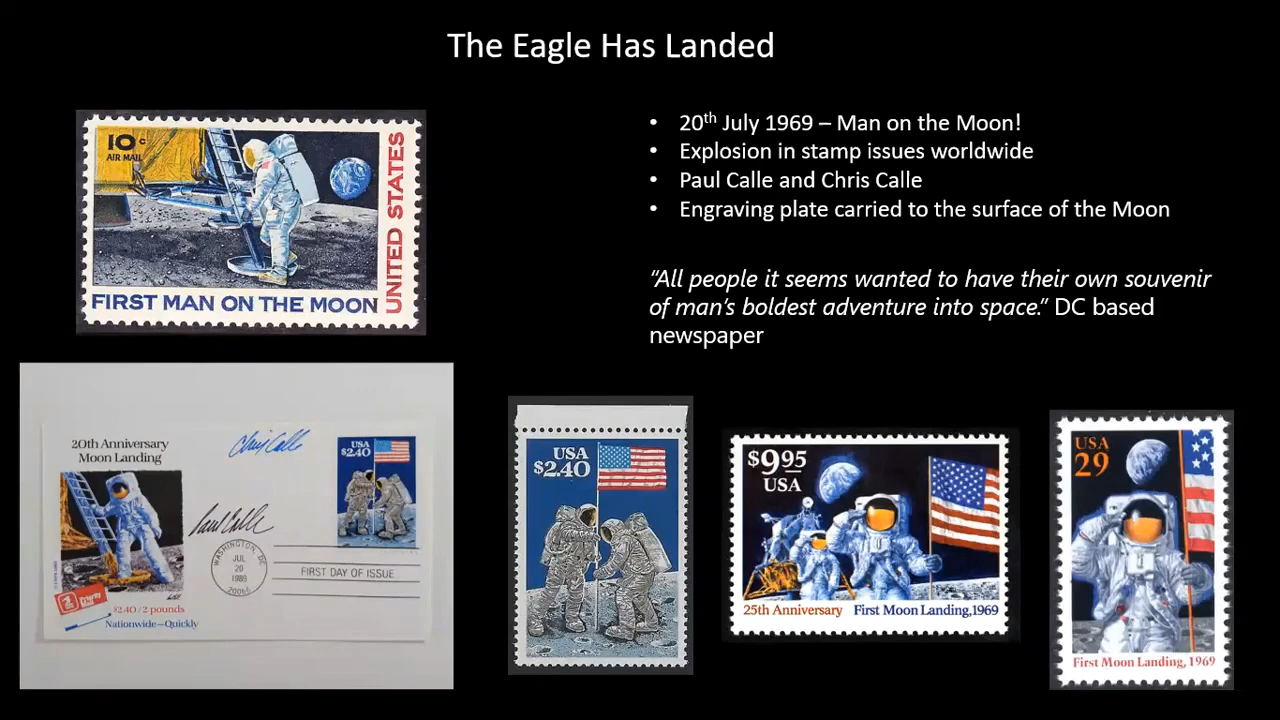 The Eagle Has Landed
10c
AIR MAIL
UNITED STATES
FIRST MAN ON THE MOON
• 20th July 1969 – Man on the Moon!
• Explosion in stamp issues worldwide
• Paul Calle and Chris Calle
• Engraving plate carried to the surface of the Moon
“All people it seems wanted to have their own souvenir
of man’s boldest adventure into space.” DC based
newspaper
20th Anniversary
Moon Landing
Chris Calle
Paul Calle
WASHINGTON, DC
JUL
20
1989
20066
FIRST DAY OF ISSUE
$2.40 / 2 pounds
Nationwide—Quickly
USA
$2.40
USA
$2.40
$9.95
USA
25th Anniversary First Moon Landing, 1969
USA
29
First Moon Landing, 1969